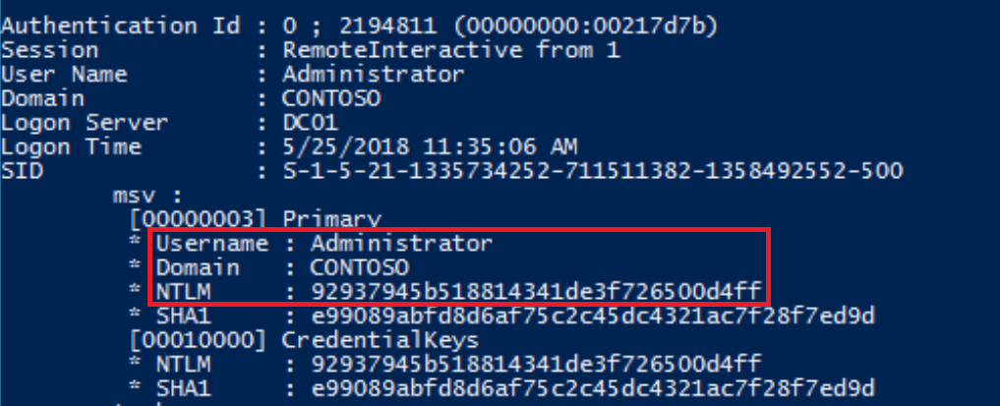 Authentication Id : 0 ; 2194811 (00000000:00217d7b)
Session           : RemoteInteractive from 1
User Name         : Administrator
Domain            : CONTOSO
Logon Server      : DC01
Logon Time        : 5/25/2018 11:35:06 AM
SID               : S-1-5-21-1335734252-711511382-1358492552-500
        msv :
         [00000003] Primary
         * Username : Administrator
         * Domain   : CONTOSO
         * NTLM     : 92937945b518814341de3f726500d4ff
         * SHA1     : e99089abfd8d6af75c2c45dc4321ac7f28f7ed9d
         [00010000] CredentialKeys
         * NTLM     : 92937945b518814341de3f726500d4ff
         * SHA1     : e99089abfd8d6af75c2c45dc4321ac7f28f7ed9d